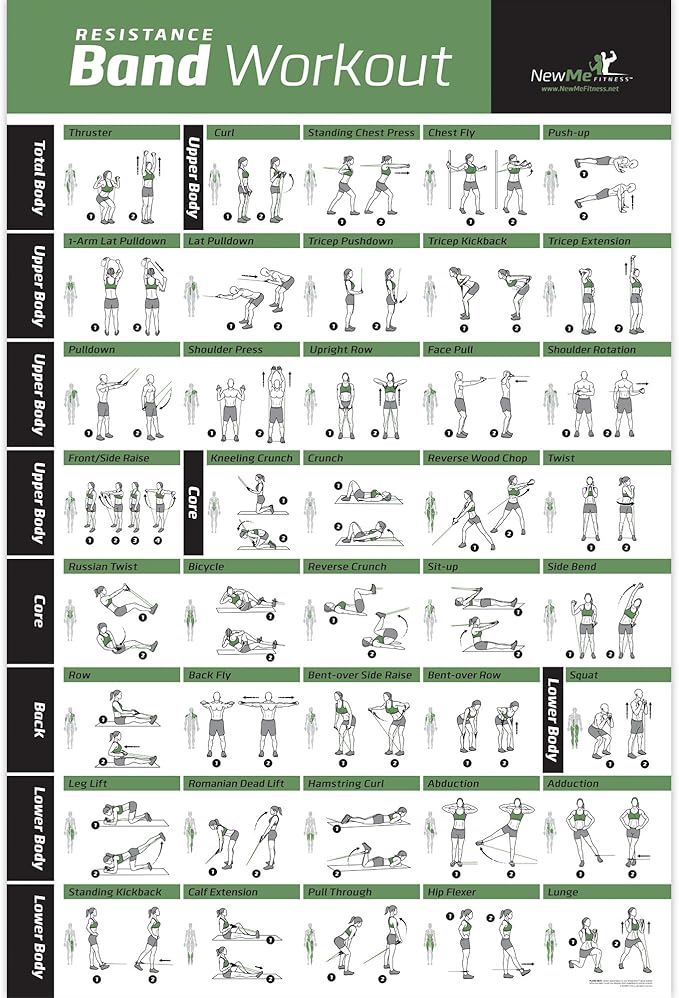 RESISTANCE
Band Workout
NewMe
FITNESS™
www.NewMeFitness.net
Total Body
Thruster
1
2
Upper Body
Curl
1
2
Standing Chest Press
1
2
Chest Fly
1
2
Push-up
1
2
Upper Body
1-Arm Lat Pulldown
1
2
Lat Pulldown
1
2
Tricep Pushdown
1
2
Tricep Kickback
1
2
Tricep Extension
1
2
Upper Body
Pulldown
1
2
Shoulder Press
1
2
Upright Row
1
2
Face Pull
1
2
Shoulder Rotation
1
2
Upper Body
Front/Side Raise
1
2
3
4
Core
Kneeling Crunch
1
2
Crunch
1
2
Reverse Wood Chop
1
2
Twist
1
2
Core
Russian Twist
1
2
Bicycle
1
2
Reverse Crunch
1
2
Sit-up
1
2
Side Bend
1
2
Back
Row
1
2
Back Fly
1
2
Bent-over Side Raise
1
2
Bent-over Row
1
2
Lower Body
Squat
1
2
Lower Body
Leg Lift
1
2
Romanian Dead Lift
1
2
Hamstring Curl
1
2
Abduction
1
2
Adduction
1
2
Lower Body
Standing Kickback
1
2
Calf Extension
1
2
Pull Through
1
2
Hip Flexer
1
2
Lunge
1
2